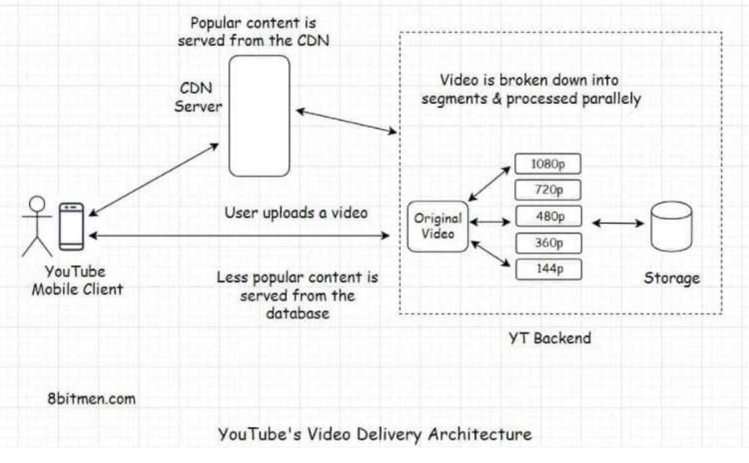 Popular content is
served from the CDN
CDN
Server
Video is broken down into
segments & processed parallely
1080p
720p
480p
360p
144p
Original
Video
User uploads a video
YouTube
Mobile Client
Less popular content is
served from the
database
Storage
YT Backend
8bitmen.com
YouTube's Video Delivery Architecture